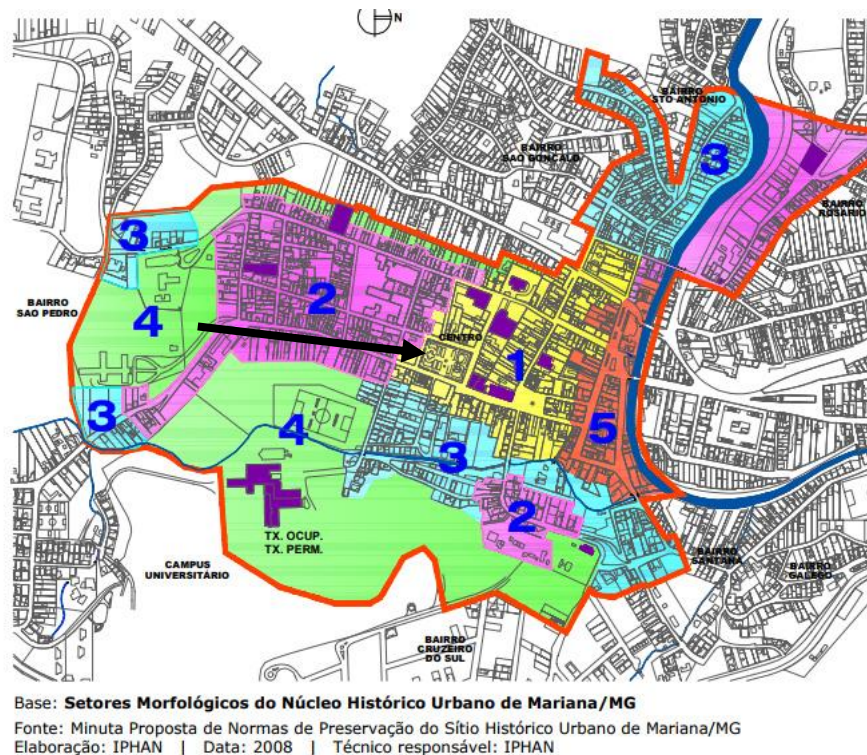 N
BAIRRO
STO ANTONIO
BAIRRO
SAO GONCALO
3
BAIRRO
ROSARIO
3
BAIRRO
SAO PEDRO
4
2
CENTRO
1
3
4
3
5
2
TX. OCUP.
TX. PERM.
CAMPUS
UNIVERSITÁRIO
BAIRRO
SANTANA
BAIRRO
GALEGO
BAIRRO
CRUZEIRO
DO SUL
Base: Setores Morfológicos do Núcleo Histórico Urbano de Mariana/MG
Fonte: Minuta Proposta de Normas de Preservação do Sítio Histórico Urbano de Mariana/MG
Elaboração: IPHAN | Data: 2008 | Técnico responsável: IPHAN